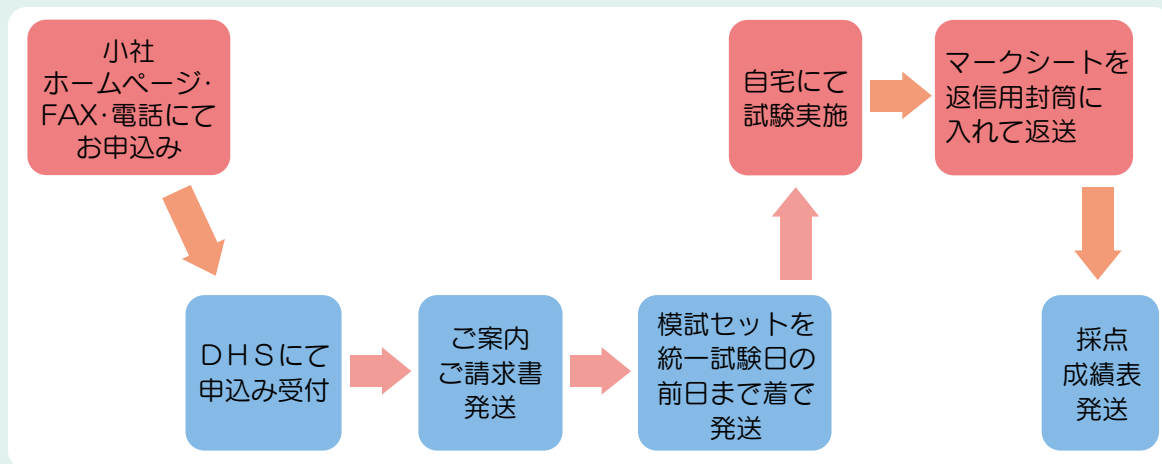 小社
ホームページ・
FAX・電話にて
お申込み
DHSにて
申込み受付
ご案内
ご請求書
発送
模試セットを
統一試験日の
前日まで着で
発送
自宅にて
試験実施
マークシートを
返信用封筒に
入れて返送
採点
成績表
発送